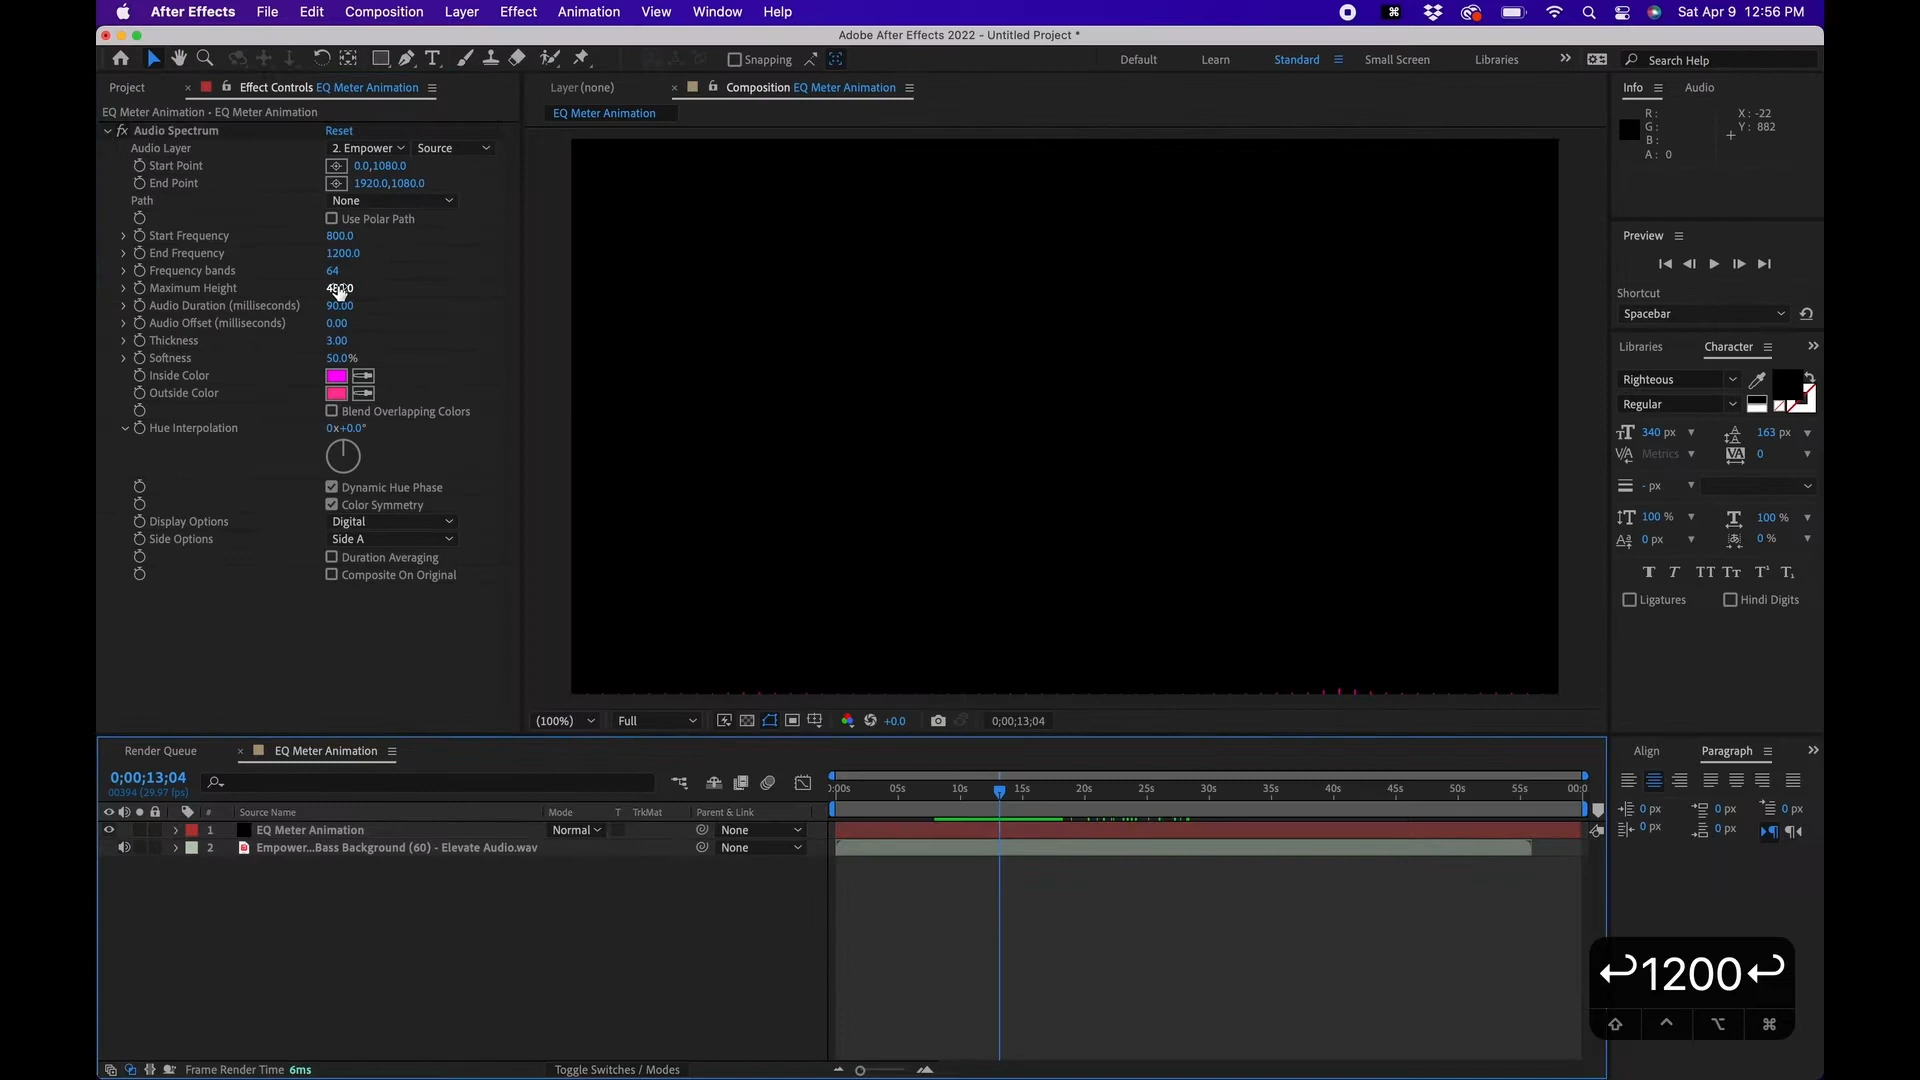 After Effects File Edit Composition Layer Effect Animation View Window Help Sat Apr 9 12:56 PM
Adobe After Effects 2022 - Untitled Project *
Snapping Default Learn Standard Small Screen Libraries Search Help
Project Effect Controls EQ Meter Animation Layer (none) Composition EQ Meter Animation Info Audio
EQ Meter Animation • EQ Meter Animation EQ Meter Animation
R: X: -22
G: Y: 882
B:
A: 0
fx Audio Spectrum Reset
Audio Layer 2. Empower Source
Start Point 0.0,1080.0
End Point 1920.0,1080.0
Path None
Use Polar Path
Start Frequency 800.0
End Frequency 1200.0
Frequency bands 64
Maximum Height
Audio Duration (milliseconds) 90.00
Audio Offset (milliseconds) 0.00
Thickness 3.00
Softness 50.0%
Inside Color
Outside Color
Blend Overlapping Colors
Hue Interpolation 0x+0.0°
Dynamic Hue Phase
Color Symmetry
Display Options Digital
Side Options Side A
Duration Averaging
Composite On Original
Preview
Shortcut
Spacebar
Libraries Character
Righteous
Regular
340 px 163 px
Metrics 0
- px
100 % 100 %
0 px 0 %
Ligatures Hindi Digits
(100%) Full +0.0 0;00;13;04
Render Queue EQ Meter Animation
0;00;13;04
00394 (29.97 fps)
:00s 05s 10s 15s 20s 25s 30s 35s 40s 45s 50s 55s 00:0
# Source Name Mode T TrkMat Parent & Link
1 EQ Meter Animation Normal None
2 Empower...Bass Background (60) - Elevate Audio.wav None
Align Paragraph
0 px 0 px 0 px
0 px 0 px
↩1200↩
⇧ ⌃ ⌥ ⌘
Frame Render Time 6ms Toggle Switches / Modes